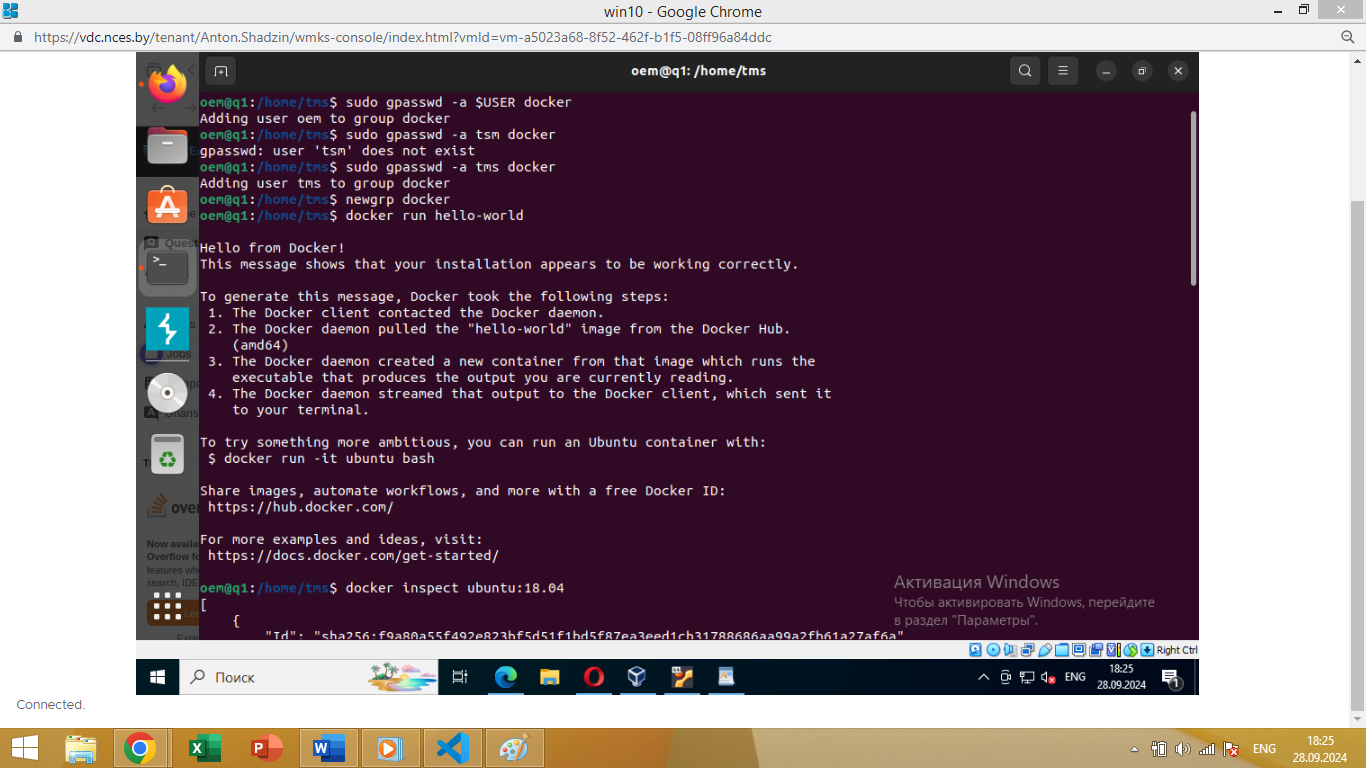 win10 - Google Chrome
https://vdc.nces.by/tenant/Anton.Shadzin/wmks-console/index.html?vmId=vm-a5023a68-8f52-462f-b1f5-08ff96a84ddc
oem@q1: /home/tms
oem@q1:/home/tms$ sudo gpasswd -a $USER docker
Adding user oem to group docker
oem@q1:/home/tms$ sudo gpasswd -a tsm docker
gpasswd: user 'tsm' does not exist
oem@q1:/home/tms$ sudo gpasswd -a tms docker
Adding user tms to group docker
oem@q1:/home/tms$ newgrp docker
oem@q1:/home/tms$ docker run hello-world
Hello from Docker!
This message shows that your installation appears to be working correctly.
To generate this message, Docker took the following steps:
1. The Docker client contacted the Docker daemon.
2. The Docker daemon pulled the "hello-world" image from the Docker Hub.
(amd64)
3. The Docker daemon created a new container from that image which runs the
executable that produces the output you are currently reading.
4. The Docker daemon streamed that output to the Docker client, which sent it
to your terminal.
To try something more ambitious, you can run an Ubuntu container with:
$ docker run -it ubuntu bash
Share images, automate workflows, and more with a free Docker ID:
https://hub.docker.com/
For more examples and ideas, visit:
https://docs.docker.com/get-started/
oem@q1:/home/tms$ docker inspect ubuntu:18.04
[
{
"Id": "sha256:f9a80a55f492e823bf5d51f1bd5f87ea3eed1cb31788686aa99a2fb61a27af6a"
Quest
Jobs
Now availa
Overflow fo
features whe
search, IDE
Активация Windows
Чтобы активировать Windows, перейдите
в раздел "Параметры".
Right Ctrl
Поиск
ENG
18:25
28.09.2024
1
Connected.
ENG
18:25
28.09.2024